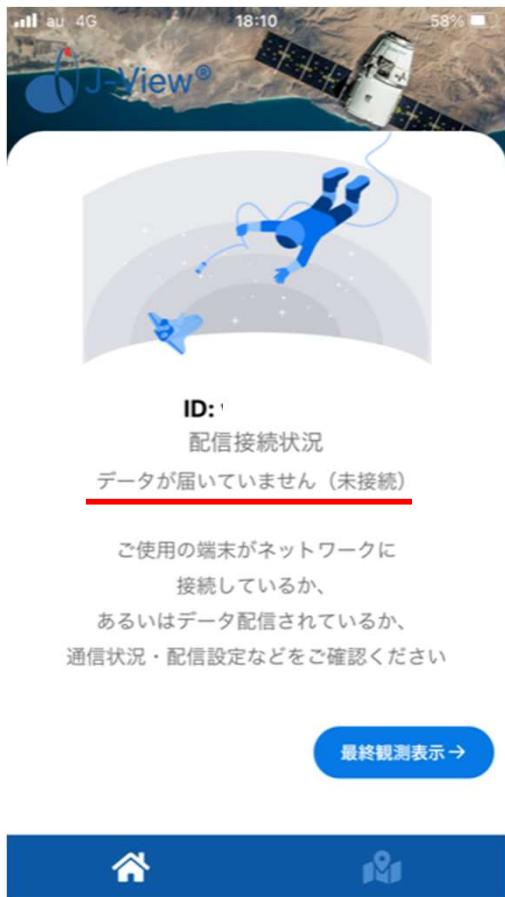 au 4G 18:10 58%
J-View®
ID:
配信接続状況
データが届いていません（未接続）
ご使用の端末がネットワークに
接続しているか、
あるいはデータ配信されているか、
通信状況・配信設定などをご確認ください
最終観測表示→